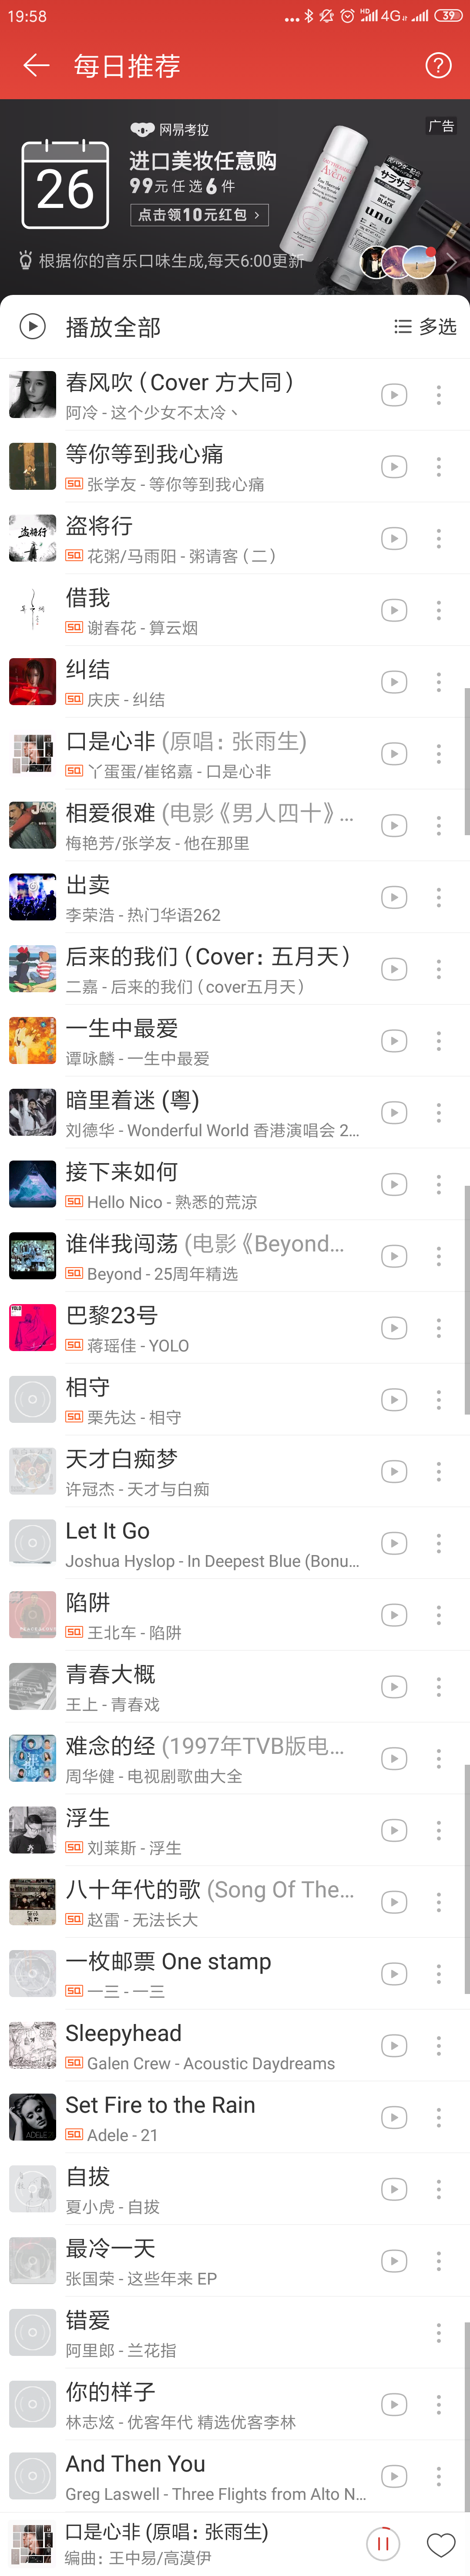 19:58
HD
4G
39
每日推荐
?
26
网易考拉
进口美妆任意购
99元任选6件
点击领10元红包 >
广告
根据你的音乐口味生成,每天6:00更新
Avène
サラサラ
uno
BLACK
播放全部
多选
春风吹（Cover 方大同）
阿冷 - 这个少女不太冷丶
等你等到我心痛
SQ 张学友 - 等你等到我心痛
盗将行
SQ 花粥/马雨阳 - 粥请客（二）
借我
SQ 谢春花 - 算云烟
纠结
SQ 庆庆 - 纠结
口是心非 (原唱：张雨生)
SQ 丫蛋蛋/崔铭嘉 - 口是心非
相爱很难 (电影《男人四十》...
梅艳芳/张学友 - 他在那里
出卖
李荣浩 - 热门华语262
后来的我们（Cover：五月天）
二嘉 - 后来的我们（cover五月天）
一生中最爱
谭咏麟 - 一生中最爱
暗里着迷 (粤)
刘德华 - Wonderful World 香港演唱会 2...
接下来如何
SQ Hello Nico - 熟悉的荒凉
谁伴我闯荡 (电影《Beyond...
SQ Beyond - 25周年精选
巴黎23号
SQ 蒋瑶佳 - YOLO
相守
SQ 栗先达 - 相守
天才白痴梦
许冠杰 - 天才与白痴
Let It Go
Joshua Hyslop - In Deepest Blue (Bonu...
陷阱
SQ 王北车 - 陷阱
青春大概
王上 - 青春戏
难念的经 (1997年TVB版电...
周华健 - 电视剧歌曲大全
浮生
SQ 刘莱斯 - 浮生
八十年代的歌 (Song Of The...
SQ 赵雷 - 无法长大
一枚邮票 One stamp
SQ 一三 - 一三
Sleepyhead
SQ Galen Crew - Acoustic Daydreams
Set Fire to the Rain
SQ Adele - 21
自拔
夏小虎 - 自拔
最冷一天
张国荣 - 这些年来 EP
错爱
阿里郎 - 兰花指
你的样子
林志炫 - 优客年代 精选优客李林
And Then You
Greg Laswell - Three Flights from Alto N...
口是心非 (原唱：张雨生)
编曲：王中易/高漠伊